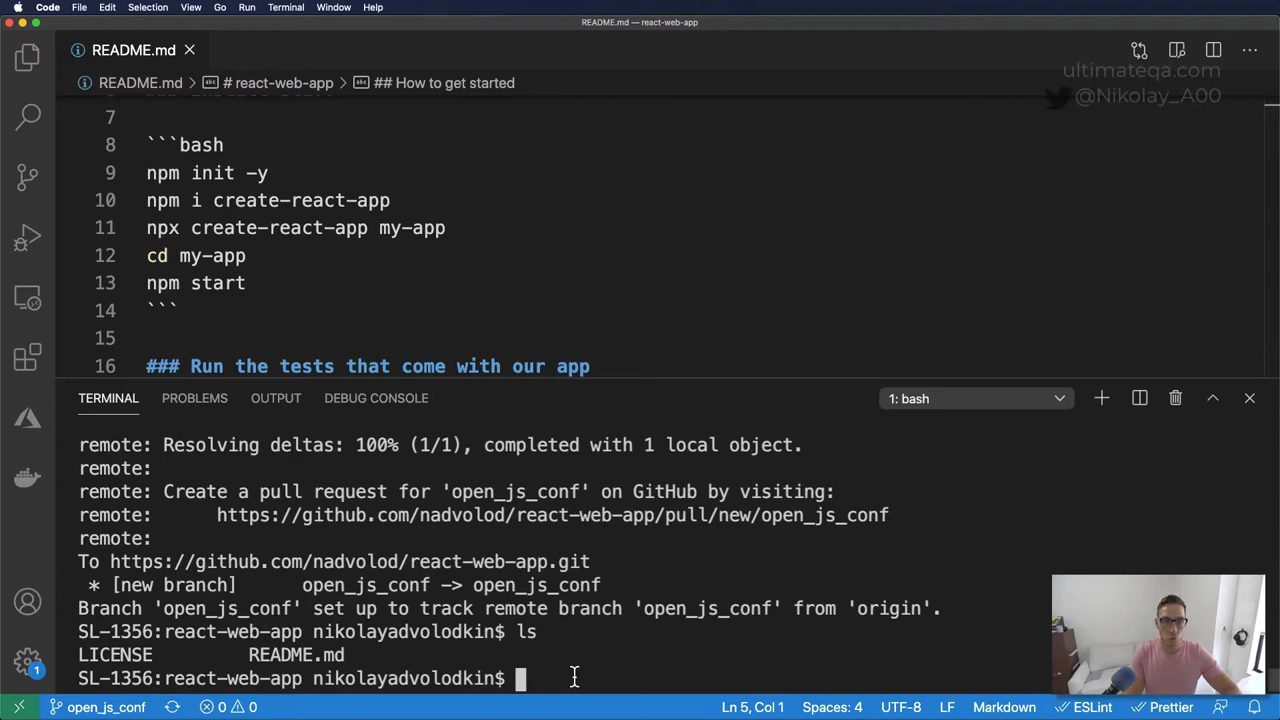 Code File Edit Selection View Go Run Terminal Window Help
README.md — react-web-app
README.md
ultimateqa.com
README.md > # react-web-app > ## How to get started
@Nikolay_A00
7
8 ```bash
9 npm init -y
10 npm i create-react-app
11 npx create-react-app my-app
12 cd my-app
13 npm start
14 ```
15
16 ### Run the tests that come with our app
TERMINAL PROBLEMS OUTPUT DEBUG CONSOLE 1: bash
remote: Resolving deltas: 100% (1/1), completed with 1 local object.
remote:
remote: Create a pull request for 'open_js_conf' on GitHub by visiting:
remote: https://github.com/nadvolod/react-web-app/pull/new/open_js_conf
remote:
To https://github.com/nadvolod/react-web-app.git
* [new branch] open_js_conf -> open_js_conf
Branch 'open_js_conf' set up to track remote branch 'open_js_conf' from 'origin'.
SL-1356:react-web-app nikolayadvolodkin$ ls
LICENSE README.md
SL-1356:react-web-app nikolayadvolodkin$
1
open_js_conf 0 0 Ln 5, Col 1 Spaces: 4 UTF-8 LF Markdown ESLint Prettier